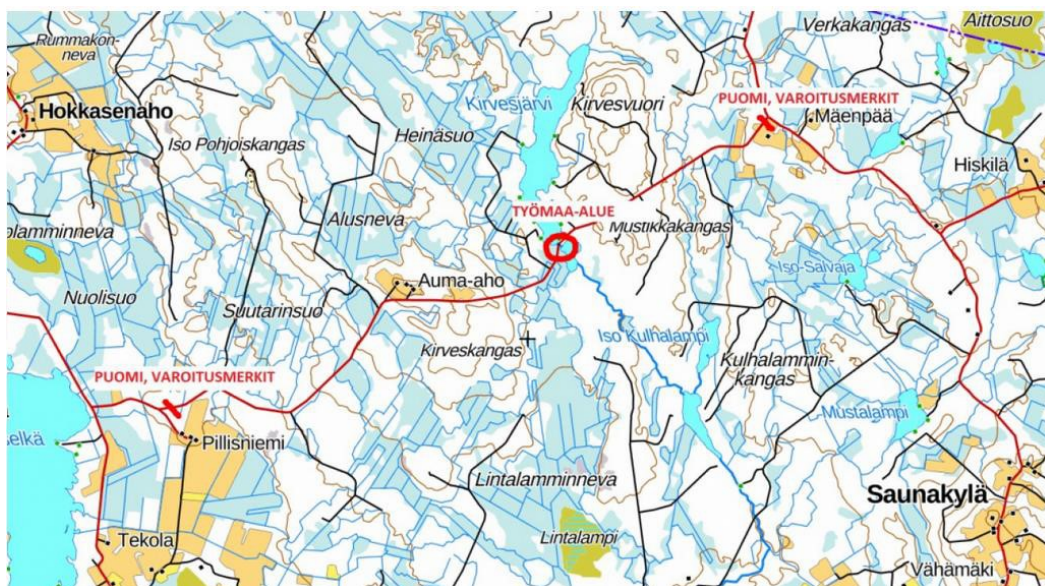 Rummakon-
neva
Verkakangas
Aittosuo
Hokkasenaho
Kirvesjärvi
Kirvesvuori
PUOMI, VAROITUSMERKIT
Mäenpää
Heinäsuo
Iso Pohjoiskangas
Hiskilä
Alusneva
TYÖMAA-ALUE
Mustikkakangas
olamminneva
Auma-aho
Iso-Salvaja
Nuolisuo
Suutarinsuo
Iso Kulhalampi
Kirveskangas
Kulhalammin-
kangas
PUOMI, VAROITUSMERKIT
Mustalampi
elkä
Pillisniemi
Lintalamminneva
Saunakylä
Lintalampi
Tekola
Vähämäki